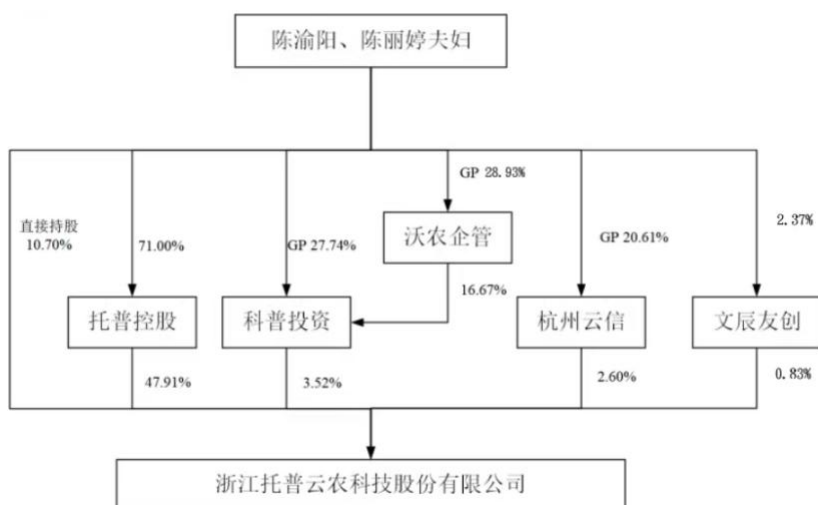 陈渝阳、陈丽婷夫妇
GP 28.93%
直接持股
10.70%
71.00%
GP 27.74%
沃农企管
GP 20.61%
2.37%
16.67%
托普控股
科普投资
杭州云信
文辰友创
47.91%
3.52%
2.60%
0.83%
浙江托普云农科技股份有限公司